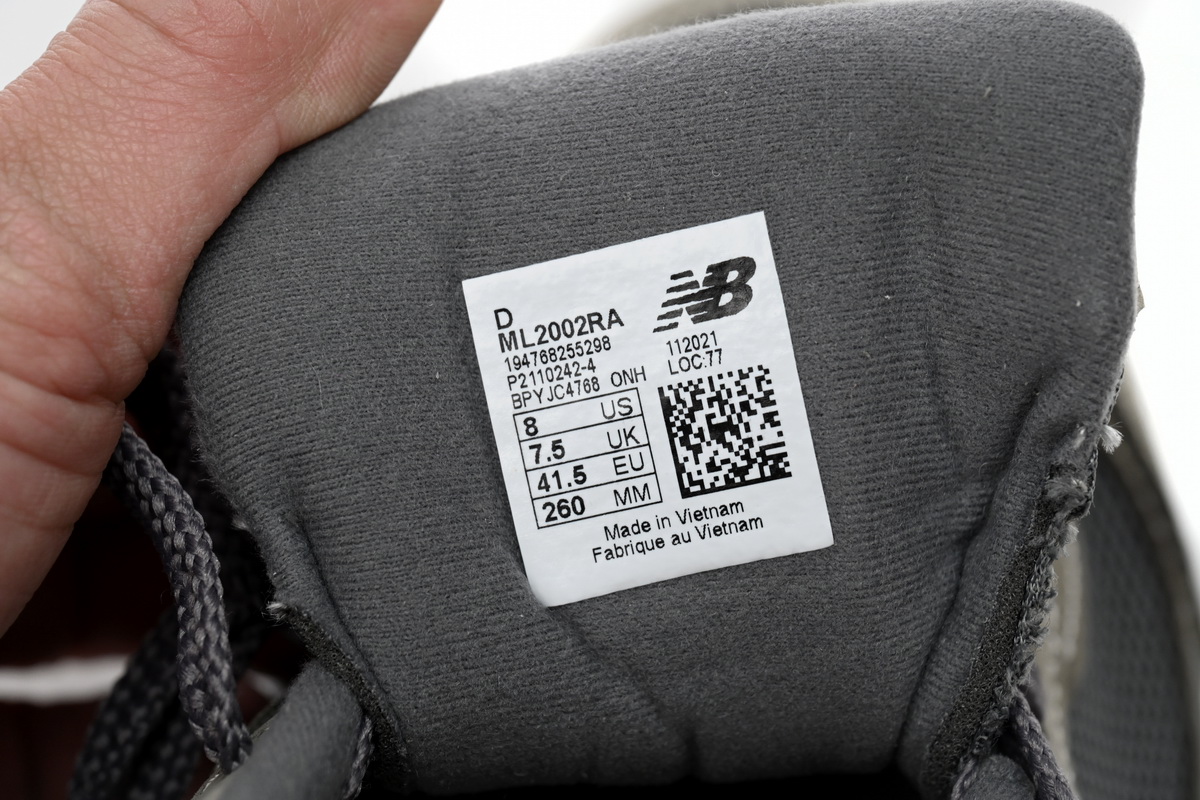 D
ML2002RA
194768255298
P2110242-4
BPYJC4768 ONH
8 US
7.5 UK
41.5 EU
260 MM
NB
112021
LOC:77
Made in Vietnam
Fabrique au Vietnam